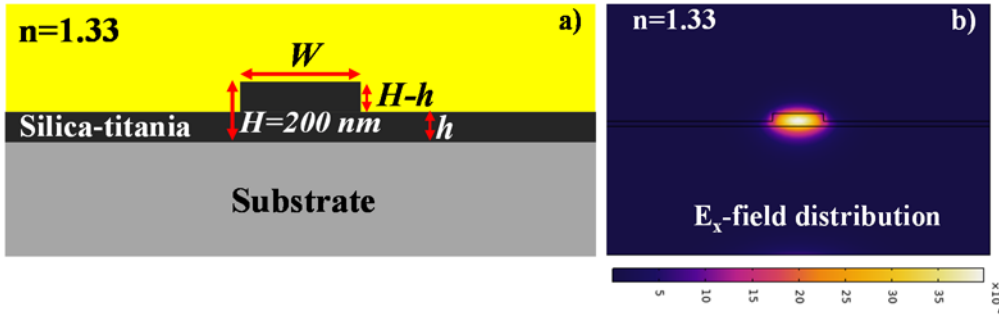 n=1.33
a)
W
H-h
Silica-titania
H=200 nm
h
Substrate
n=1.33
b)
Ex-field distribution
5
10
15
20
25
30
35